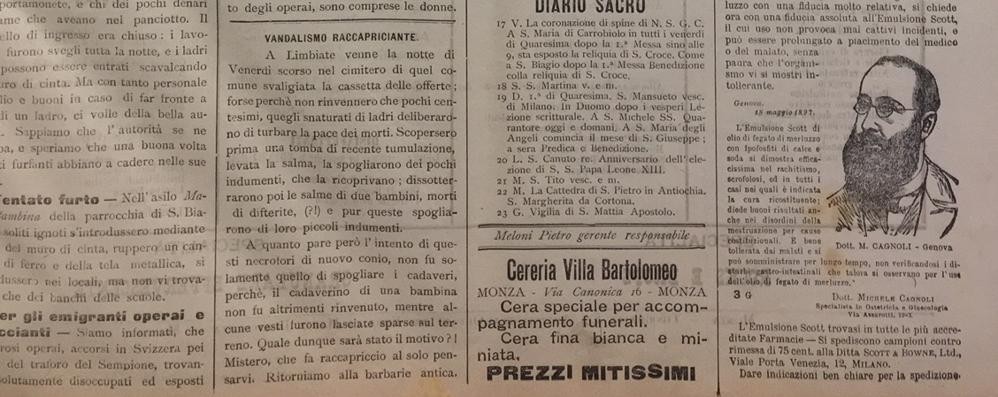 portamonete, e chi dei pochi denari
ame che aveano nel panciotto. Il
ello di ingresso era chiuso: i lavo-
furono svegli tutta la notte, e i ladri
possono essere entrati scavalcando
uro di cinta. Ma con tanto personale
lio e buoni in caso di far fronte a
di un ladro, ci volle della bella au-
. Sappiamo che l'autorità se ne
pa, e speriamo che una buona volta
i furfanti abbiano a cadere nelle sue
entato furto — Nell'asilo Ma-
ambina della parrocchia di S. Bia-
soliti ignoti s'introdussero mediante
del muro di cinta, ruppero un can-
di ferro e della tela metallica, si
dussero nei locali, ma non vi trova-
che dei banchi delle scuole.
er gli emigranti operai e
ccianti — Siamo informati, che
rosi operai, accorsi in Svizzera pei
del traforo del Sempione, trovan-
solutamente disoccupati ed esposti
to degli operai, sono comprese le donne.
VANDALISMO RACCAPRICIANTE.
A Limbiate venne la notte di
Venerdì scorso nel cimitero di quel co-
mune svaligiata la cassetta delle offerte;
forse perchè non rinvennero che pochi cen-
tesimi, quegli snaturati di ladri deliberaro-
no di turbare la pace dei morti. Scopersero
prima una tomba di recente tumulazione,
levata la salma, la spogliarono dei pochi
indumenti, che la ricoprivano; dissotter-
rarono poi le salme di due bambini, morti
di difterite, (?!) e pur queste spoglia-
rono di loro piccoli indumenti.
A quanto pare però l'intento di que-
sti necrotori di nuovo conio, non fu so-
lamente quello di spogliare i cadaveri,
perchè, il cadaverino di una bambina
non fu altrimenti rinvenuto, mentre al-
cune vesti furono lasciate sparse sul ter-
reno. Quale dunque sarà stato il motivo?!
Mistero, che fa raccapriccio al solo pen-
sarvi. Ritorniamo alla barbarie antica.
DIARIO SACRO
17 V. La coronazione di spine di N. S. G. C.
A S. Maria di Carrobiolo in tutti i venerdì
di Quaresima dopo la 1.ª Messa sino alle
9, sta esposto la reliquia di S. Croce. Come
a S. Biagio dopo la 1.ª Messa Benedizione
colla reliquia di S. Croce.
18 S. S. Martina v. e m.
19 D. 1.ª di Quaresima. S. Mansueto vesc.
di Milano. In Duomo dopo i vesperi Lè
zione scritturale. A S. Michele SS. Qua-
rantore oggi e domani. A S. Maria degli
Angeli comincia il mese di S. Giuseppe;
a sera Predica e Benedizione.
20 L. S. Canuto re. Anniversario dell'ele-
zione di S. S. Papa Leone XIII.
21 M. S. Tito vesc. e m.
22 M. La Cattedra di S. Pietro in Antiochia.
S. Margherita da Cortona.
23 G. Vigilia di S. Mattia Apostolo.
Meloni Pietro gerente responsabile
Cereria Villa Bartolomeo
MONZA - Via Canonica 10 - MONZA
Cera speciale per accom-
pagnamento funerali.
Cera fina bianca e mi-
niata,
PREZZI MITISSIMI
luzzo con una fiducia molto relativa, si chiede
ora con una fiducia assoluta all'Emulsione Scott,
il cui uso non provoca mai cattivi incidenti, e
può essere prolungato a piacimento del medico
o del malato, senza
paura che l'organi-
smo vi si mostri in-
tollerante.
Genova,
18 maggio 1897.
L'Emulsione Scott di
olio di fegato di merluzzo
con ipofosfiti di calce e
soda si dimostra effica-
cissima nel rachitismo,
scrofolosi, ed in tutti i
casi nei quali è indicata
la cura ricostituente;
diede buoni risultati an-
che nei disordini della
mestruazione per cause
costituzionali. È bene
tollerata dai malati e si
può somministrare per lungo tempo, non verificandosi i di-
sturbi gastro-intestinali che talora si osservano per l'uso
dell'olio di fegato di merluzzo.
Dott. M. CAGNOLI - Genova
3 G
Dott. Michele Cagnoli
Specialista in Ostetricia e Ginecologia
Via Assarotti,
L'Emulsione Scott trovasi in tutte le più accre-
ditate Farmacie — Si spediscono campioni contro
rimessa di 75 cent. alla Ditta Scott & Bowne, Ltd.,
Viale Porta Venezia, 12, Milano.
Dare indicazioni ben chiare per la spedizione.